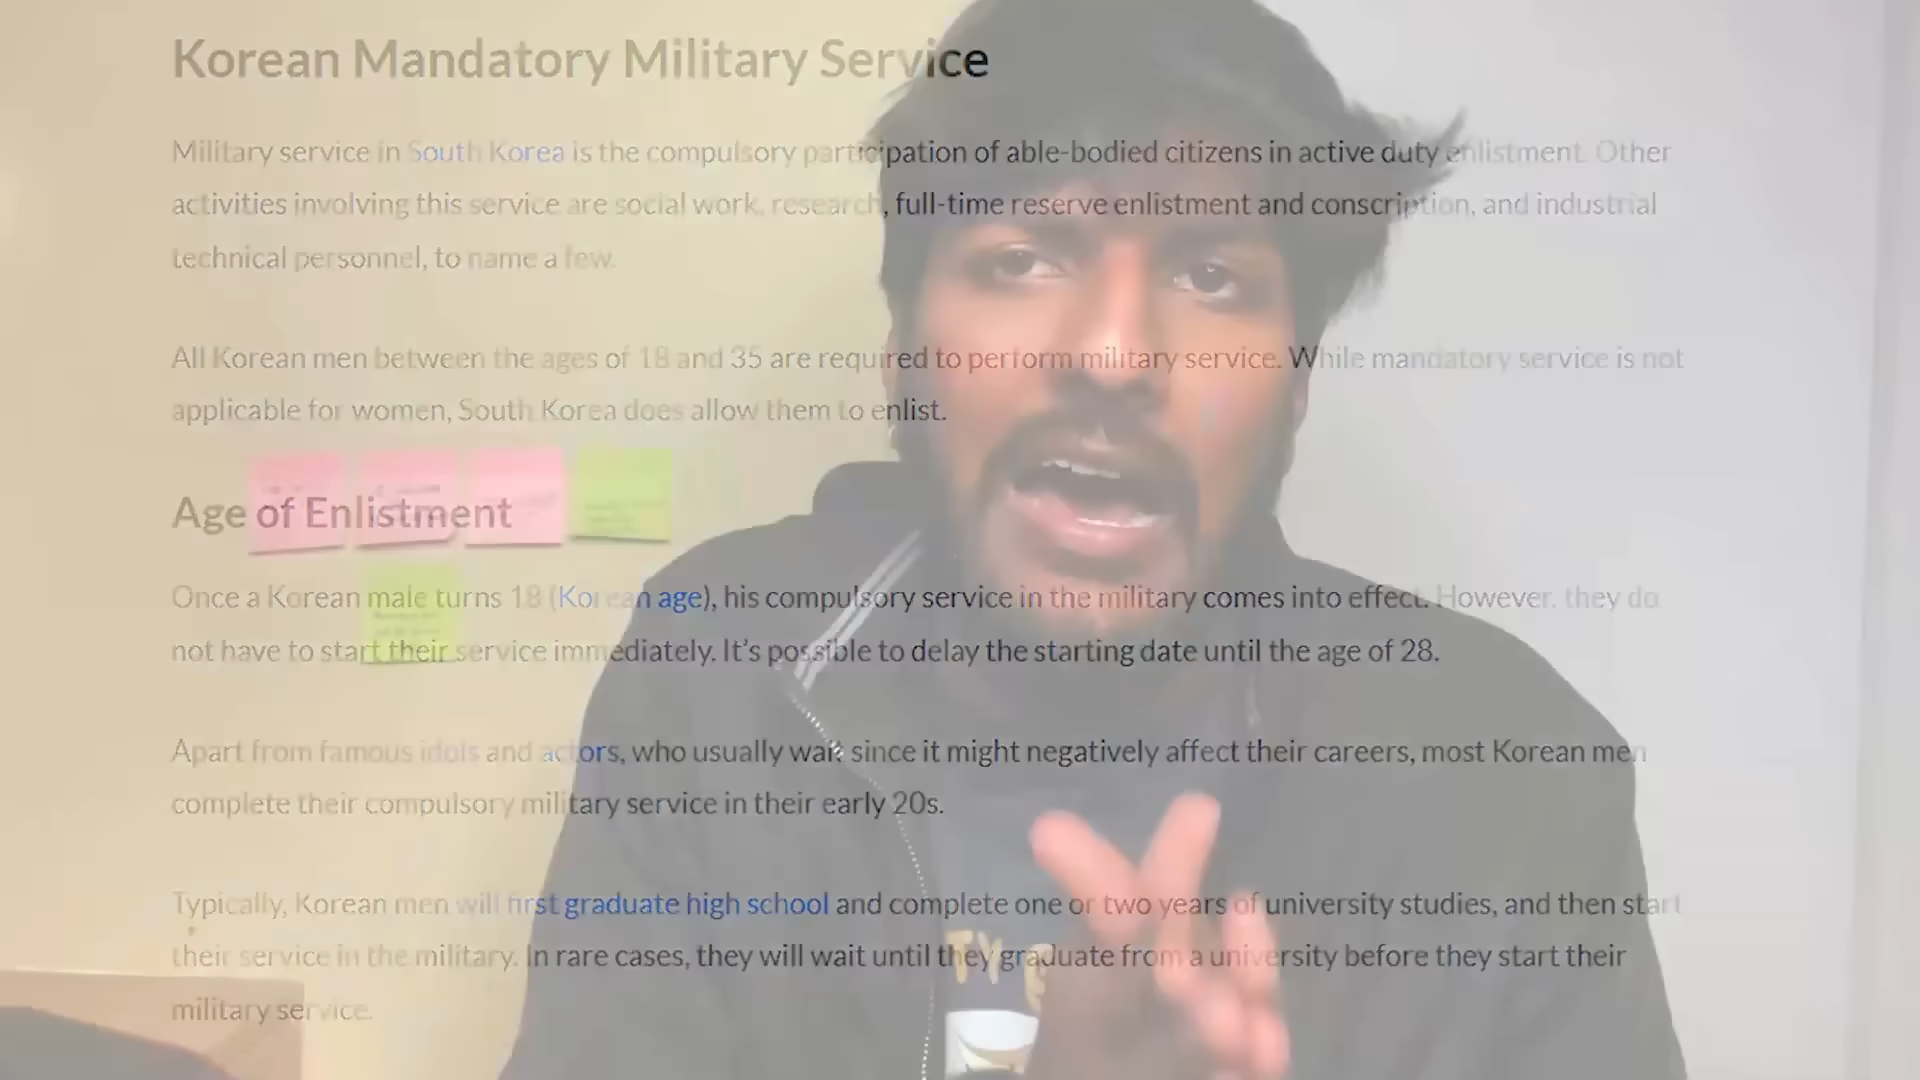 Korean Mandatory Military Service
Military service in South Korea is the compulsory participation of able-bodied citizens in active duty enlistment. Other
activities involving this service are social work, research, full-time reserve enlistment and conscription, and industrial
technical personnel, to name a few.
All Korean men between the ages of 18 and 35 are required to perform military service. While mandatory service is not
applicable for women, South Korea does allow them to enlist.
Age of Enlistment
Once a Korean male turns 18 (Korean age), his compulsory service in the military comes into effect. However, they do
not have to start their service immediately. It’s possible to delay the starting date until the age of 28.
Apart from famous idols and actors, who usually wait since it might negatively affect their careers, most Korean men
complete their compulsory military service in their early 20s.
Typically, Korean men will first graduate high school and complete one or two years of university studies, and then start
their service in the military. In rare cases, they will wait until they graduate from a university before they start their
military service.